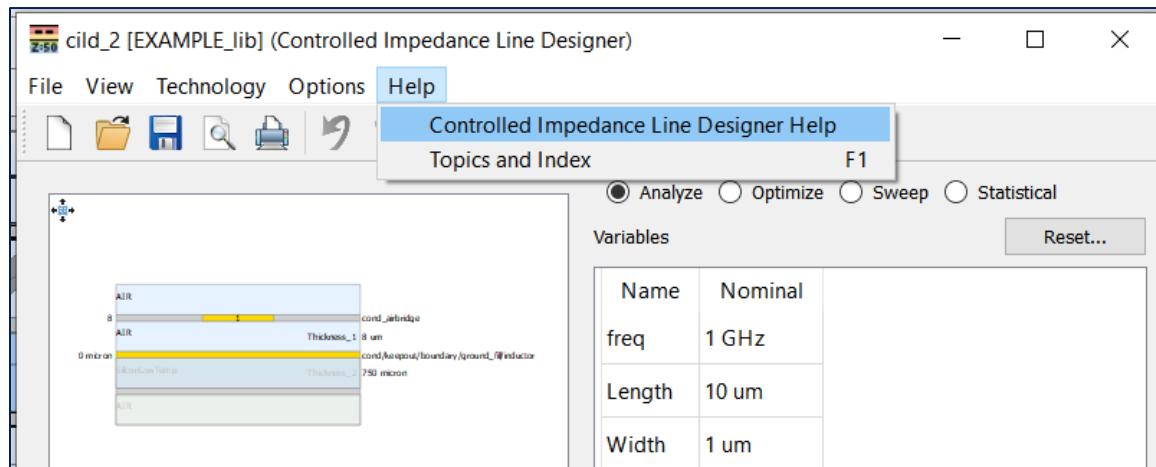 Z:50 cild_2 [EXAMPLE_lib] (Controlled Impedance Line Designer)
File View Technology Options Help
Controlled Impedance Line Designer Help
Topics and Index F1
Analyze Optimize Sweep Statistical
Variables Reset...
Name Nominal
freq 1 GHz
Length 10 um
Width 1 um
AIR
8 1 cond_airbridge
AIR Thickness_1 8 um
0 micron cond/keepout/boundary/ground_fill/inductor
SiliconLowTemp Thickness_2 750 micron
AIR